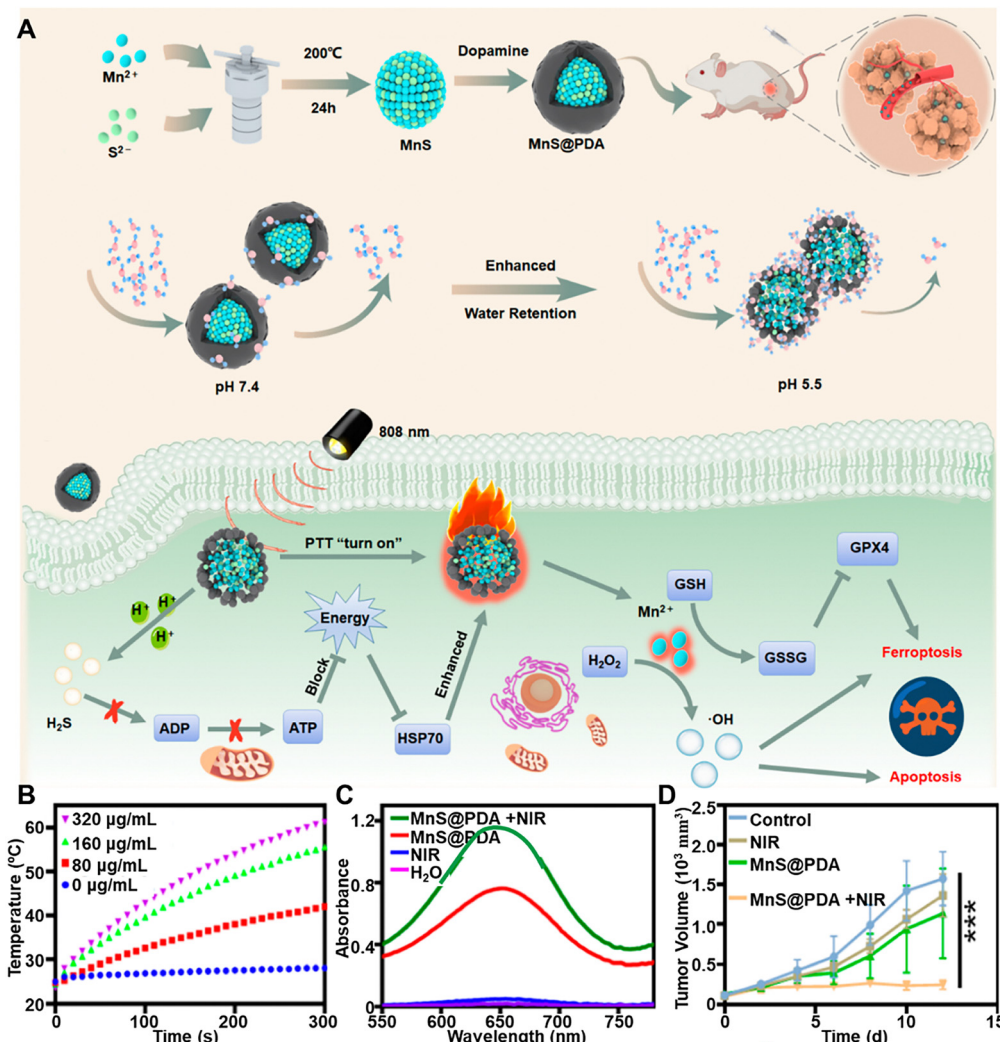 A
Mn2+
S2−
200℃
24h
MnS
Dopamine
MnS@PDA
pH 7.4
Enhanced
Water Retention
pH 5.5
808 nm
PTT “turn on”
H+
H+
H+
H2S
ADP
ATP
Block
Energy
HSP70
Enhanced
Mn2+
GSH
GSSG
GPX4
H2O2
·OH
Ferroptosis
Apoptosis
B
320 µg/mL
160 µg/mL
80 µg/mL
0 µg/mL
Temperature (ºC)
60
50
40
30
20
0
100
200
300
Time (s)
C
MnS@PDA +NIR
MnS@PDA
NIR
H2O
Absorbance
1.2
0.8
0.4
0
550
600
650
700
750
Wavelength (nm)
D
Control
NIR
MnS@PDA
MnS@PDA +NIR
Tumor Volume (10³ mm³)
2.5
2.0
1.5
1.0
0.5
0.0
0
5
10
15
Time (d)
***